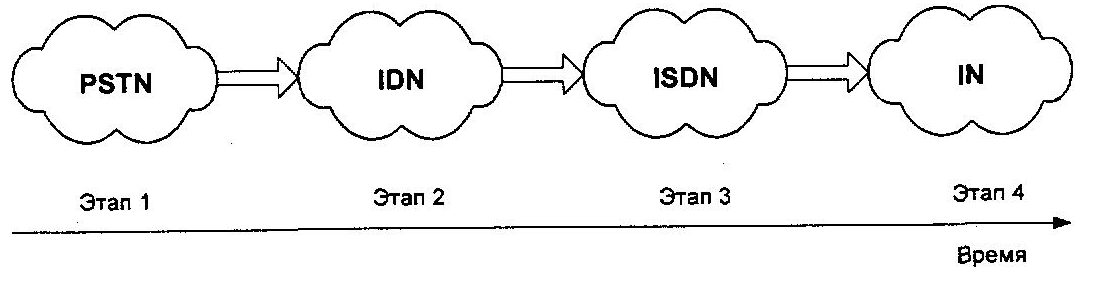 PSTN IDN ISDN IN
Этап 1 Этап 2 Этап 3 Этап 4
Время